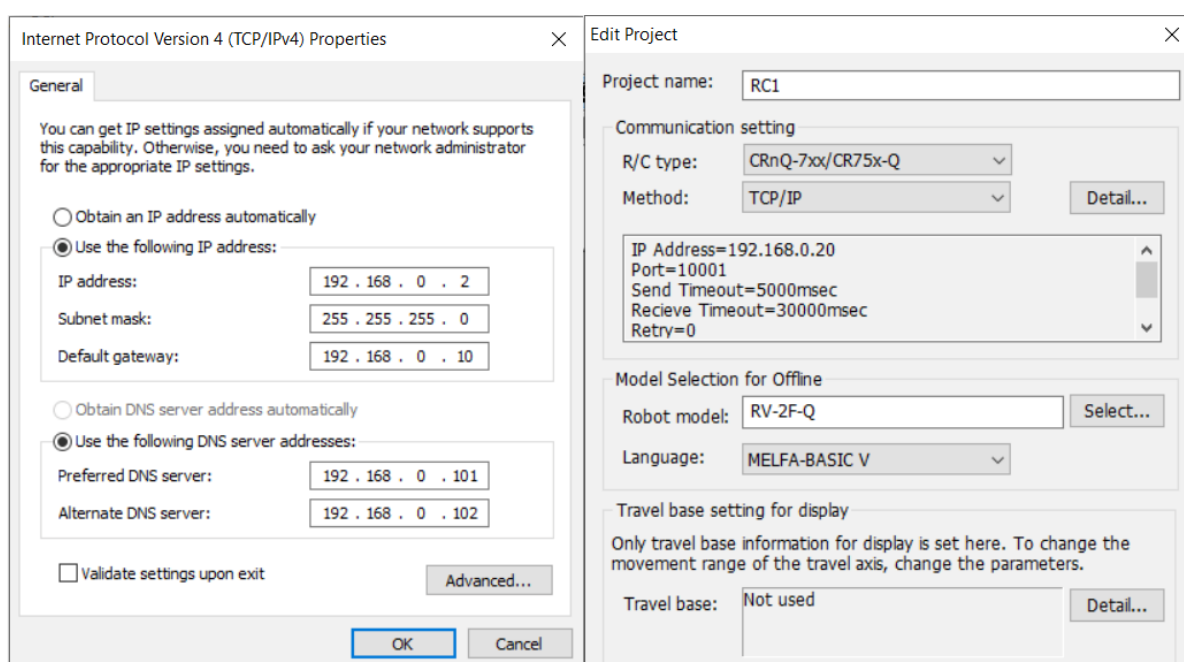 Internet Protocol Version 4 (TCP/IPv4) Properties
General
You can get IP settings assigned automatically if your network supports
this capability. Otherwise, you need to ask your network administrator
for the appropriate IP settings.
Obtain an IP address automatically
Use the following IP address:
IP address: 192 . 168 . 0 . 2
Subnet mask: 255 . 255 . 255 . 0
Default gateway: 192 . 168 . 0 . 10
Obtain DNS server address automatically
Use the following DNS server addresses:
Preferred DNS server: 192 . 168 . 0 . 101
Alternate DNS server: 192 . 168 . 0 . 102
Validate settings upon exit
Advanced...
OK Cancel
Edit Project
Project name: RC1
Communication setting
R/C type: CRnQ-7xx/CR75x-Q
Method: TCP/IP Detail...
IP Address=192.168.0.20
Port=10001
Send Timeout=5000msec
Recieve Timeout=30000msec
Retry=0
Model Selection for Offline
Robot model: RV-2F-Q Select...
Language: MELFA-BASIC V
Travel base setting for display
Only travel base information for display is set here. To change the
movement range of the travel axis, change the parameters.
Travel base: Not used Detail...